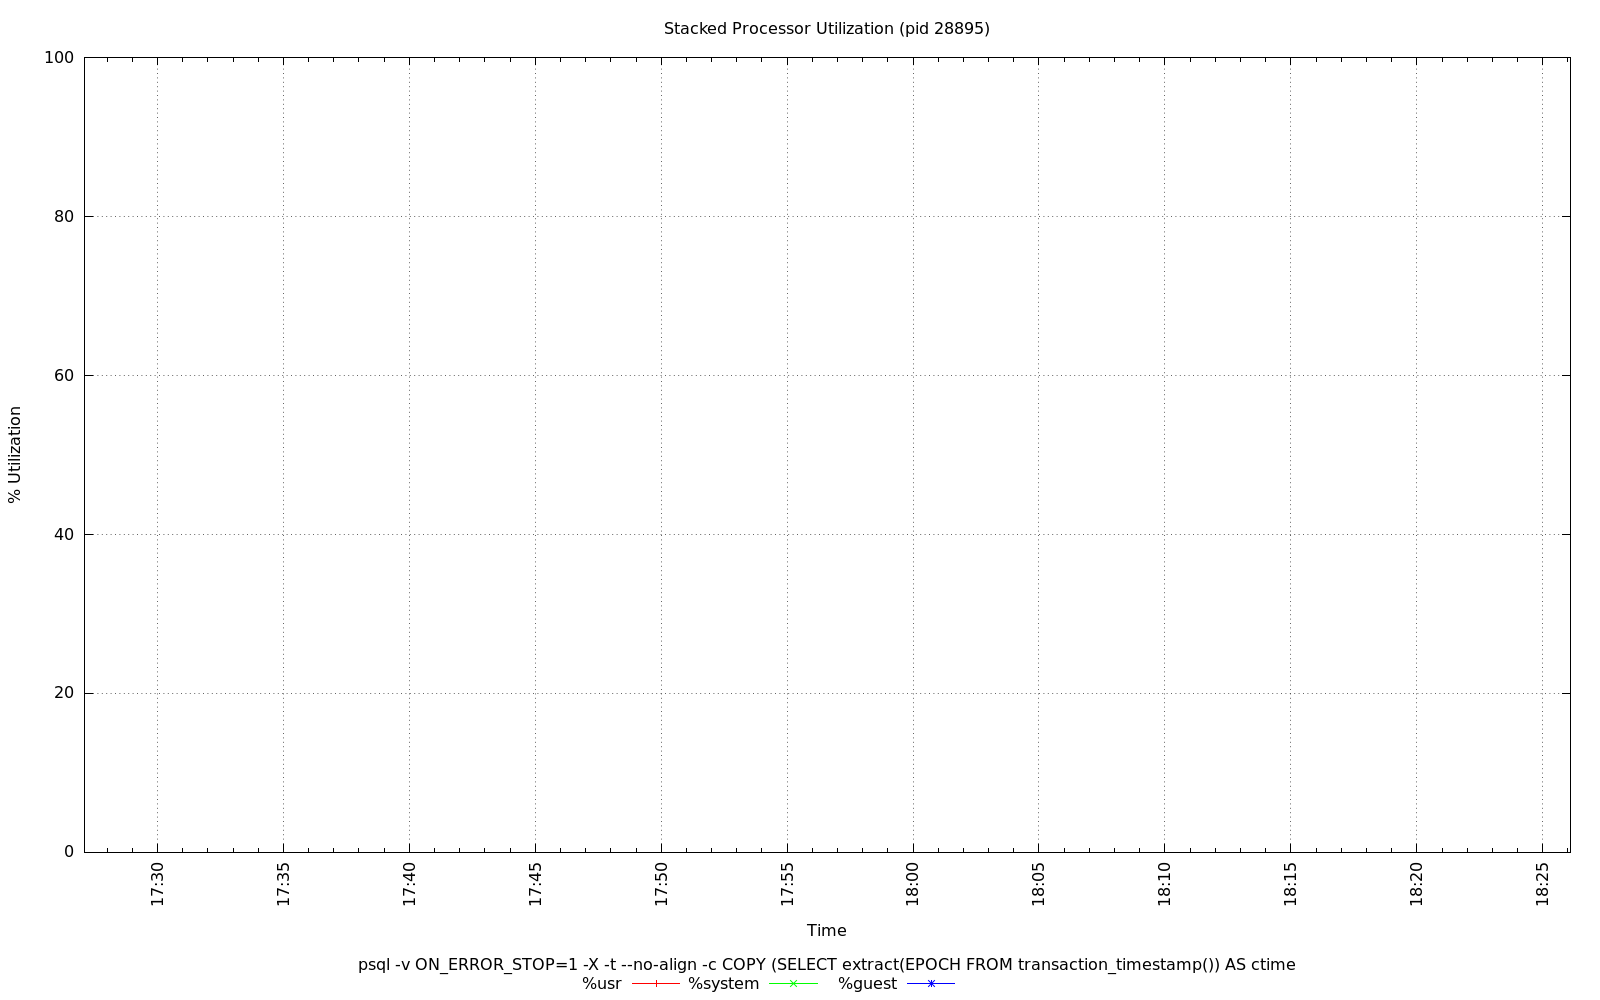 Stacked Processor Utilization (pid 28895)
100
80
60
40
20
0
% Utilization
17:30 17:35 17:40 17:45 17:50 17:55 18:00 18:05 18:10 18:15 18:20 18:25
Time
psql -v ON_ERROR_STOP=1 -X -t --no-align -c COPY (SELECT extract(EPOCH FROM transaction_timestamp()) AS ctime
%usr %system %guest